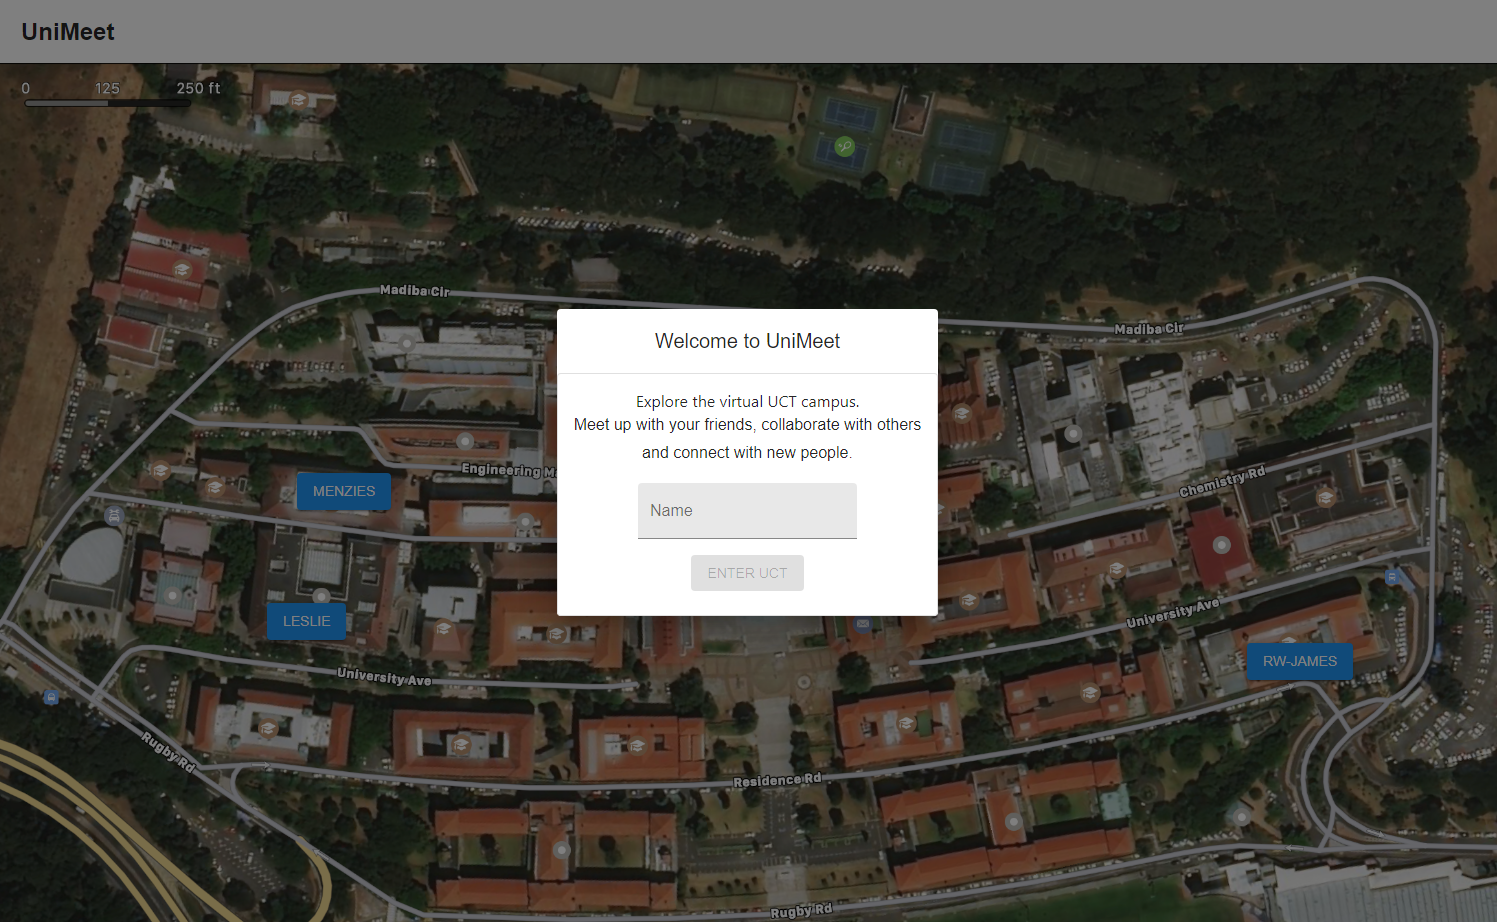 UniMeet
0 125 250 ft
Madiba Cir
Madiba Cir
Welcome to UniMeet
Explore the virtual UCT campus.
Meet up with your friends, collaborate with others
and connect with new people.
Engineering Ma
Chemistry Rd
MENZIES
Name
ENTER UCT
LESLIE
University Ave
RW-JAMES
University Ave
Rugby Rd
Residence Rd
Rugby Rd